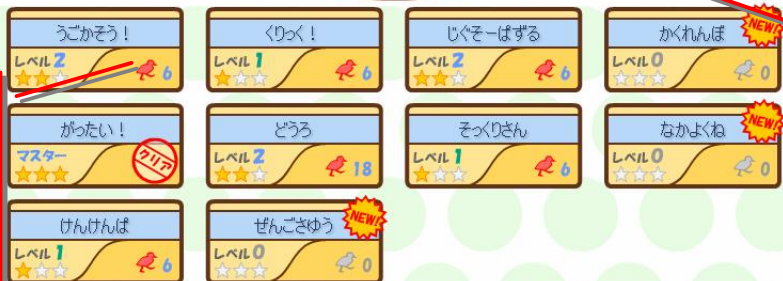 うごかそう！
レベル2
6
くりっく！
レベル1
6
じぐそーぱずる
レベル2
6
かくれんぼ
NEW!
レベル0
0
がったい！
マスター
クリア
どうろ
レベル2
18
そっくりさん
レベル1
6
なかよくね
NEW!
レベル0
0
けんけんぱ
レベル1
6
ぜんごさゆう
NEW!
レベル0
0